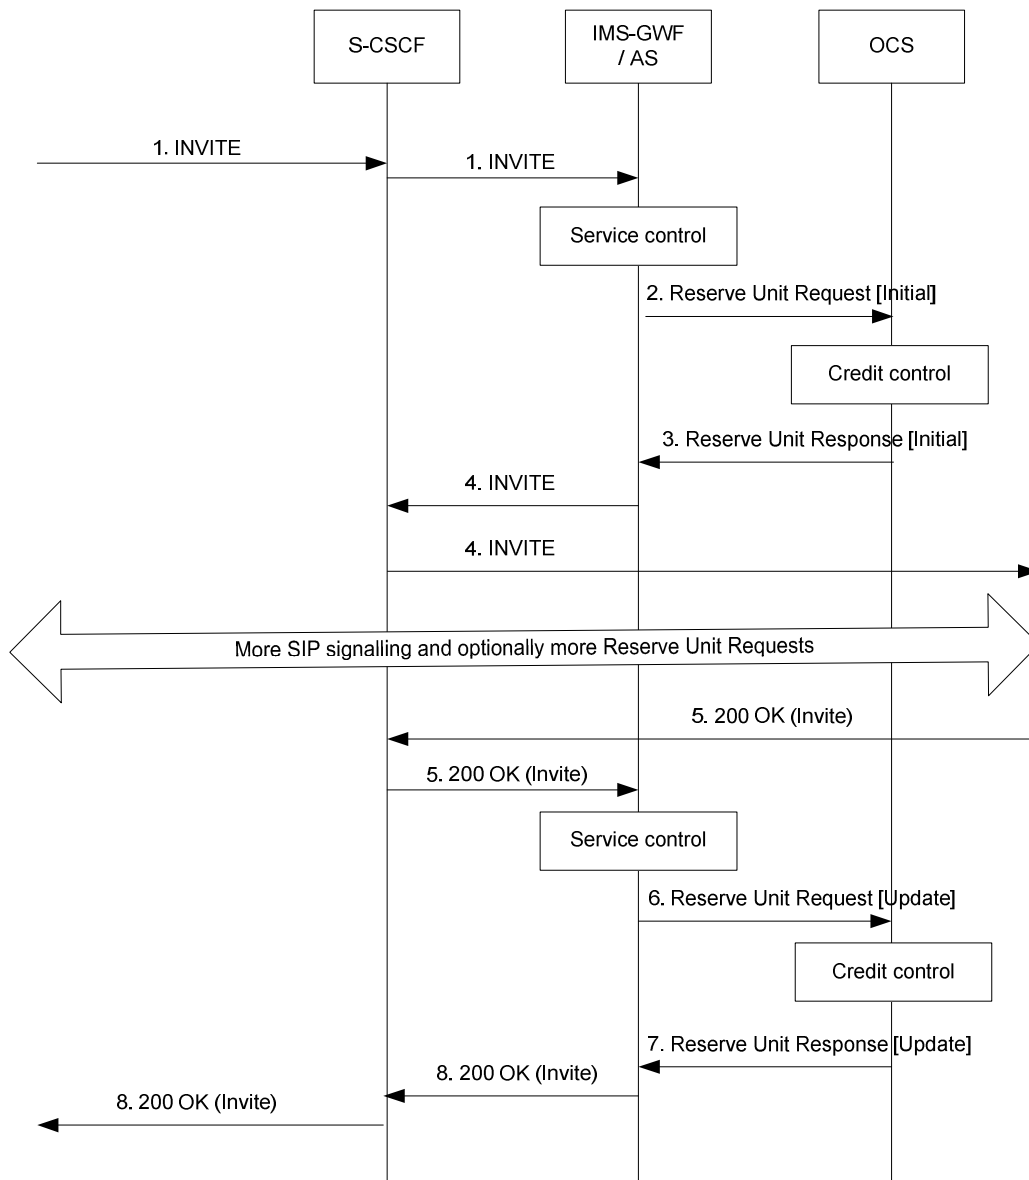 S-CSCF
IMS-GWF
/ AS
OCS
1. INVITE
1. INVITE
Service control
2. Reserve Unit Request [Initial]
Credit control
3. Reserve Unit Response [Initial]
4. INVITE
4. INVITE
More SIP signalling and optionally more Reserve Unit Requests
5. 200 OK (Invite)
5. 200 OK (Invite)
Service control
6. Reserve Unit Request [Update]
Credit control
7. Reserve Unit Response [Update]
8. 200 OK (Invite)
8. 200 OK (Invite)